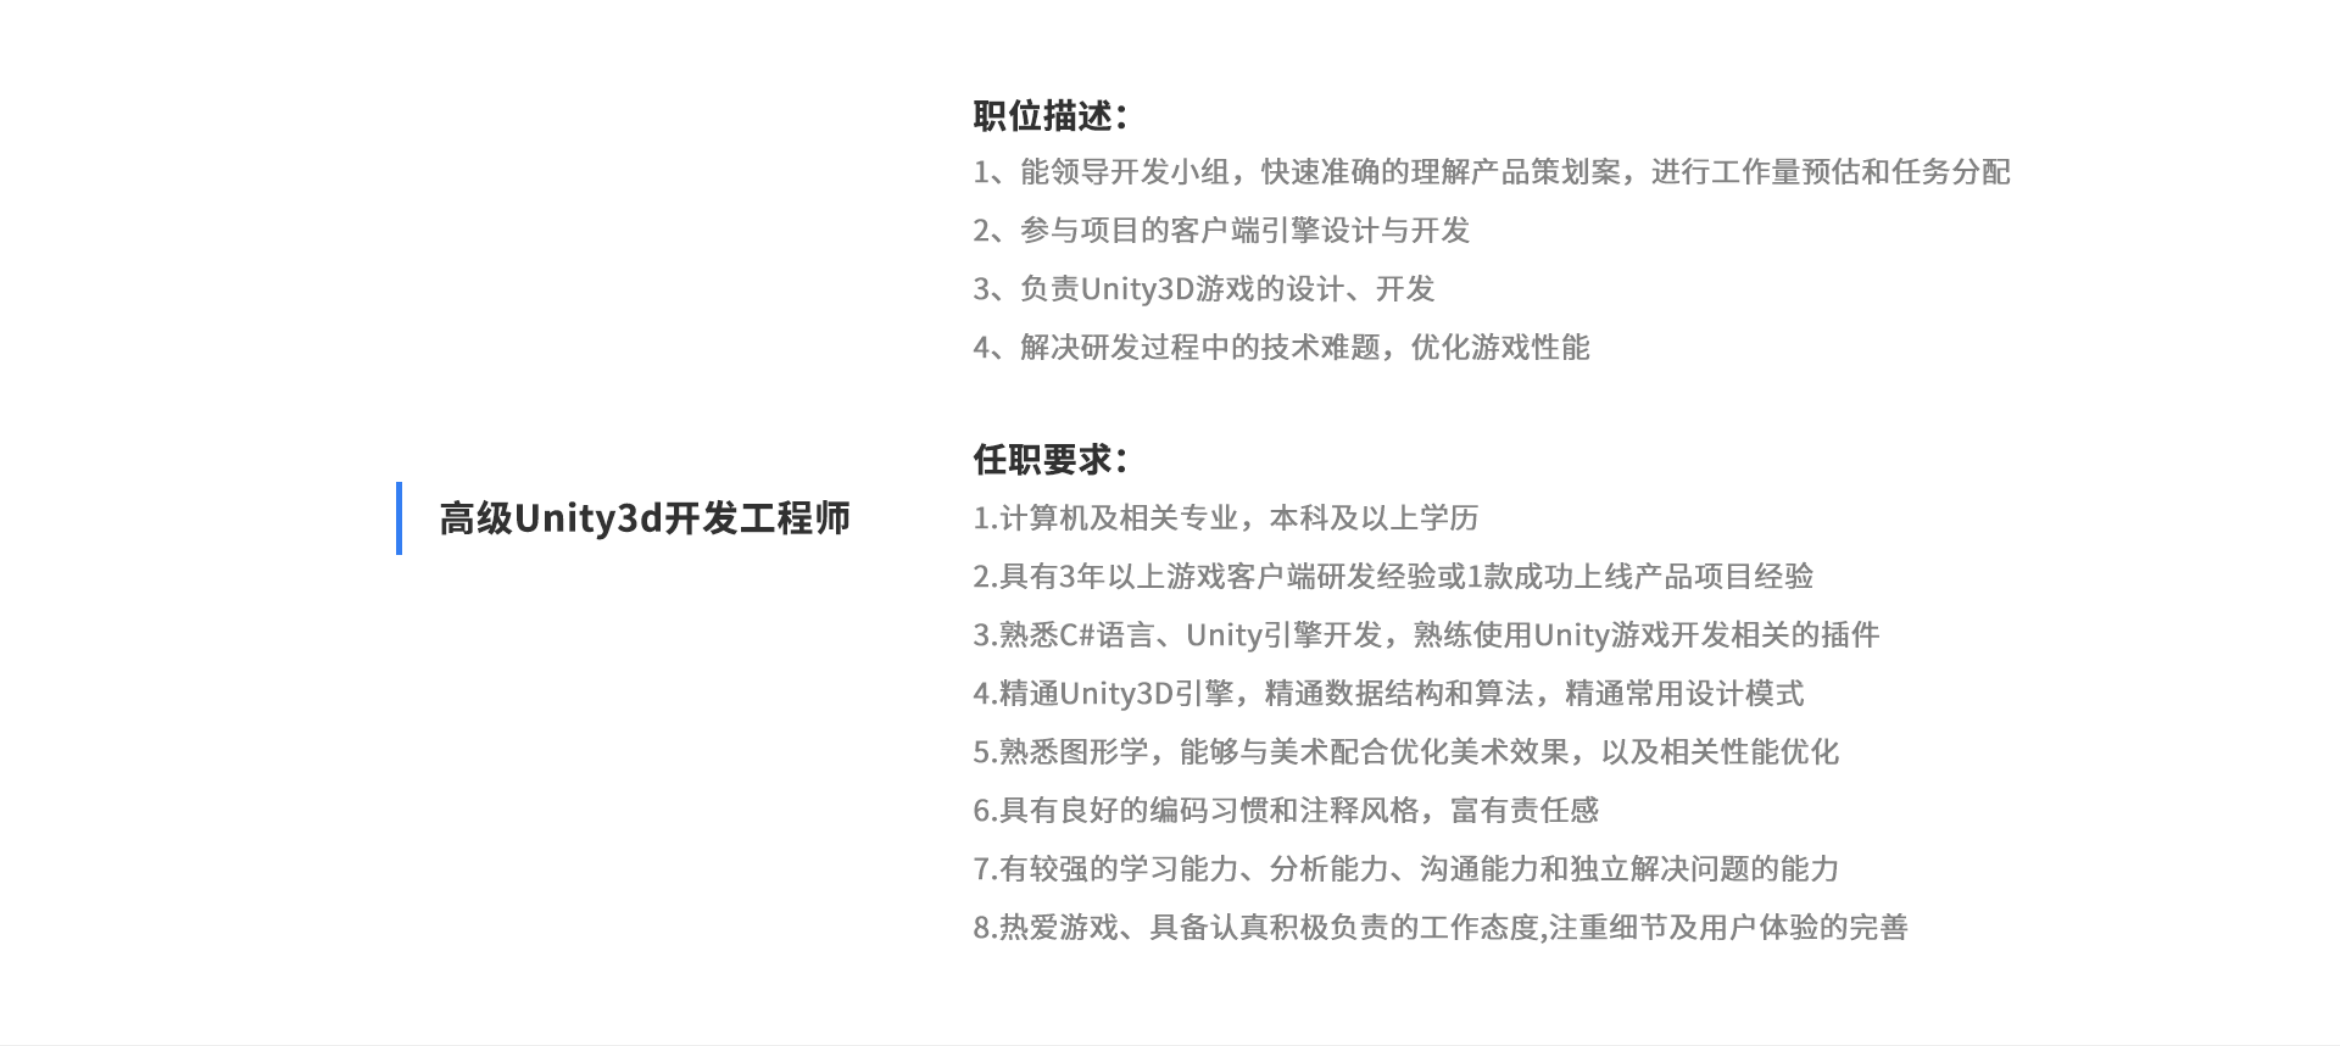 职位描述：
1、能领导开发小组，快速准确的理解产品策划案，进行工作量预估和任务分配
2、参与项目的客户端引擎设计与开发
3、负责Unity3D游戏的设计、开发
4、解决研发过程中的技术难题，优化游戏性能
任职要求：
高级Unity3d开发工程师
1.计算机及相关专业，本科及以上学历
2.具有3年以上游戏客户端研发经验或1款成功上线产品项目经验
3.熟悉C#语言、Unity引擎开发，熟练使用Unity游戏开发相关的插件
4.精通Unity3D引擎，精通数据结构和算法，精通常用设计模式
5.熟悉图形学，能够与美术配合优化美术效果，以及相关性能优化
6.具有良好的编码习惯和注释风格，富有责任感
7.有较强的学习能力、分析能力、沟通能力和独立解决问题的能力
8.热爱游戏、具备认真积极负责的工作态度,注重细节及用户体验的完善